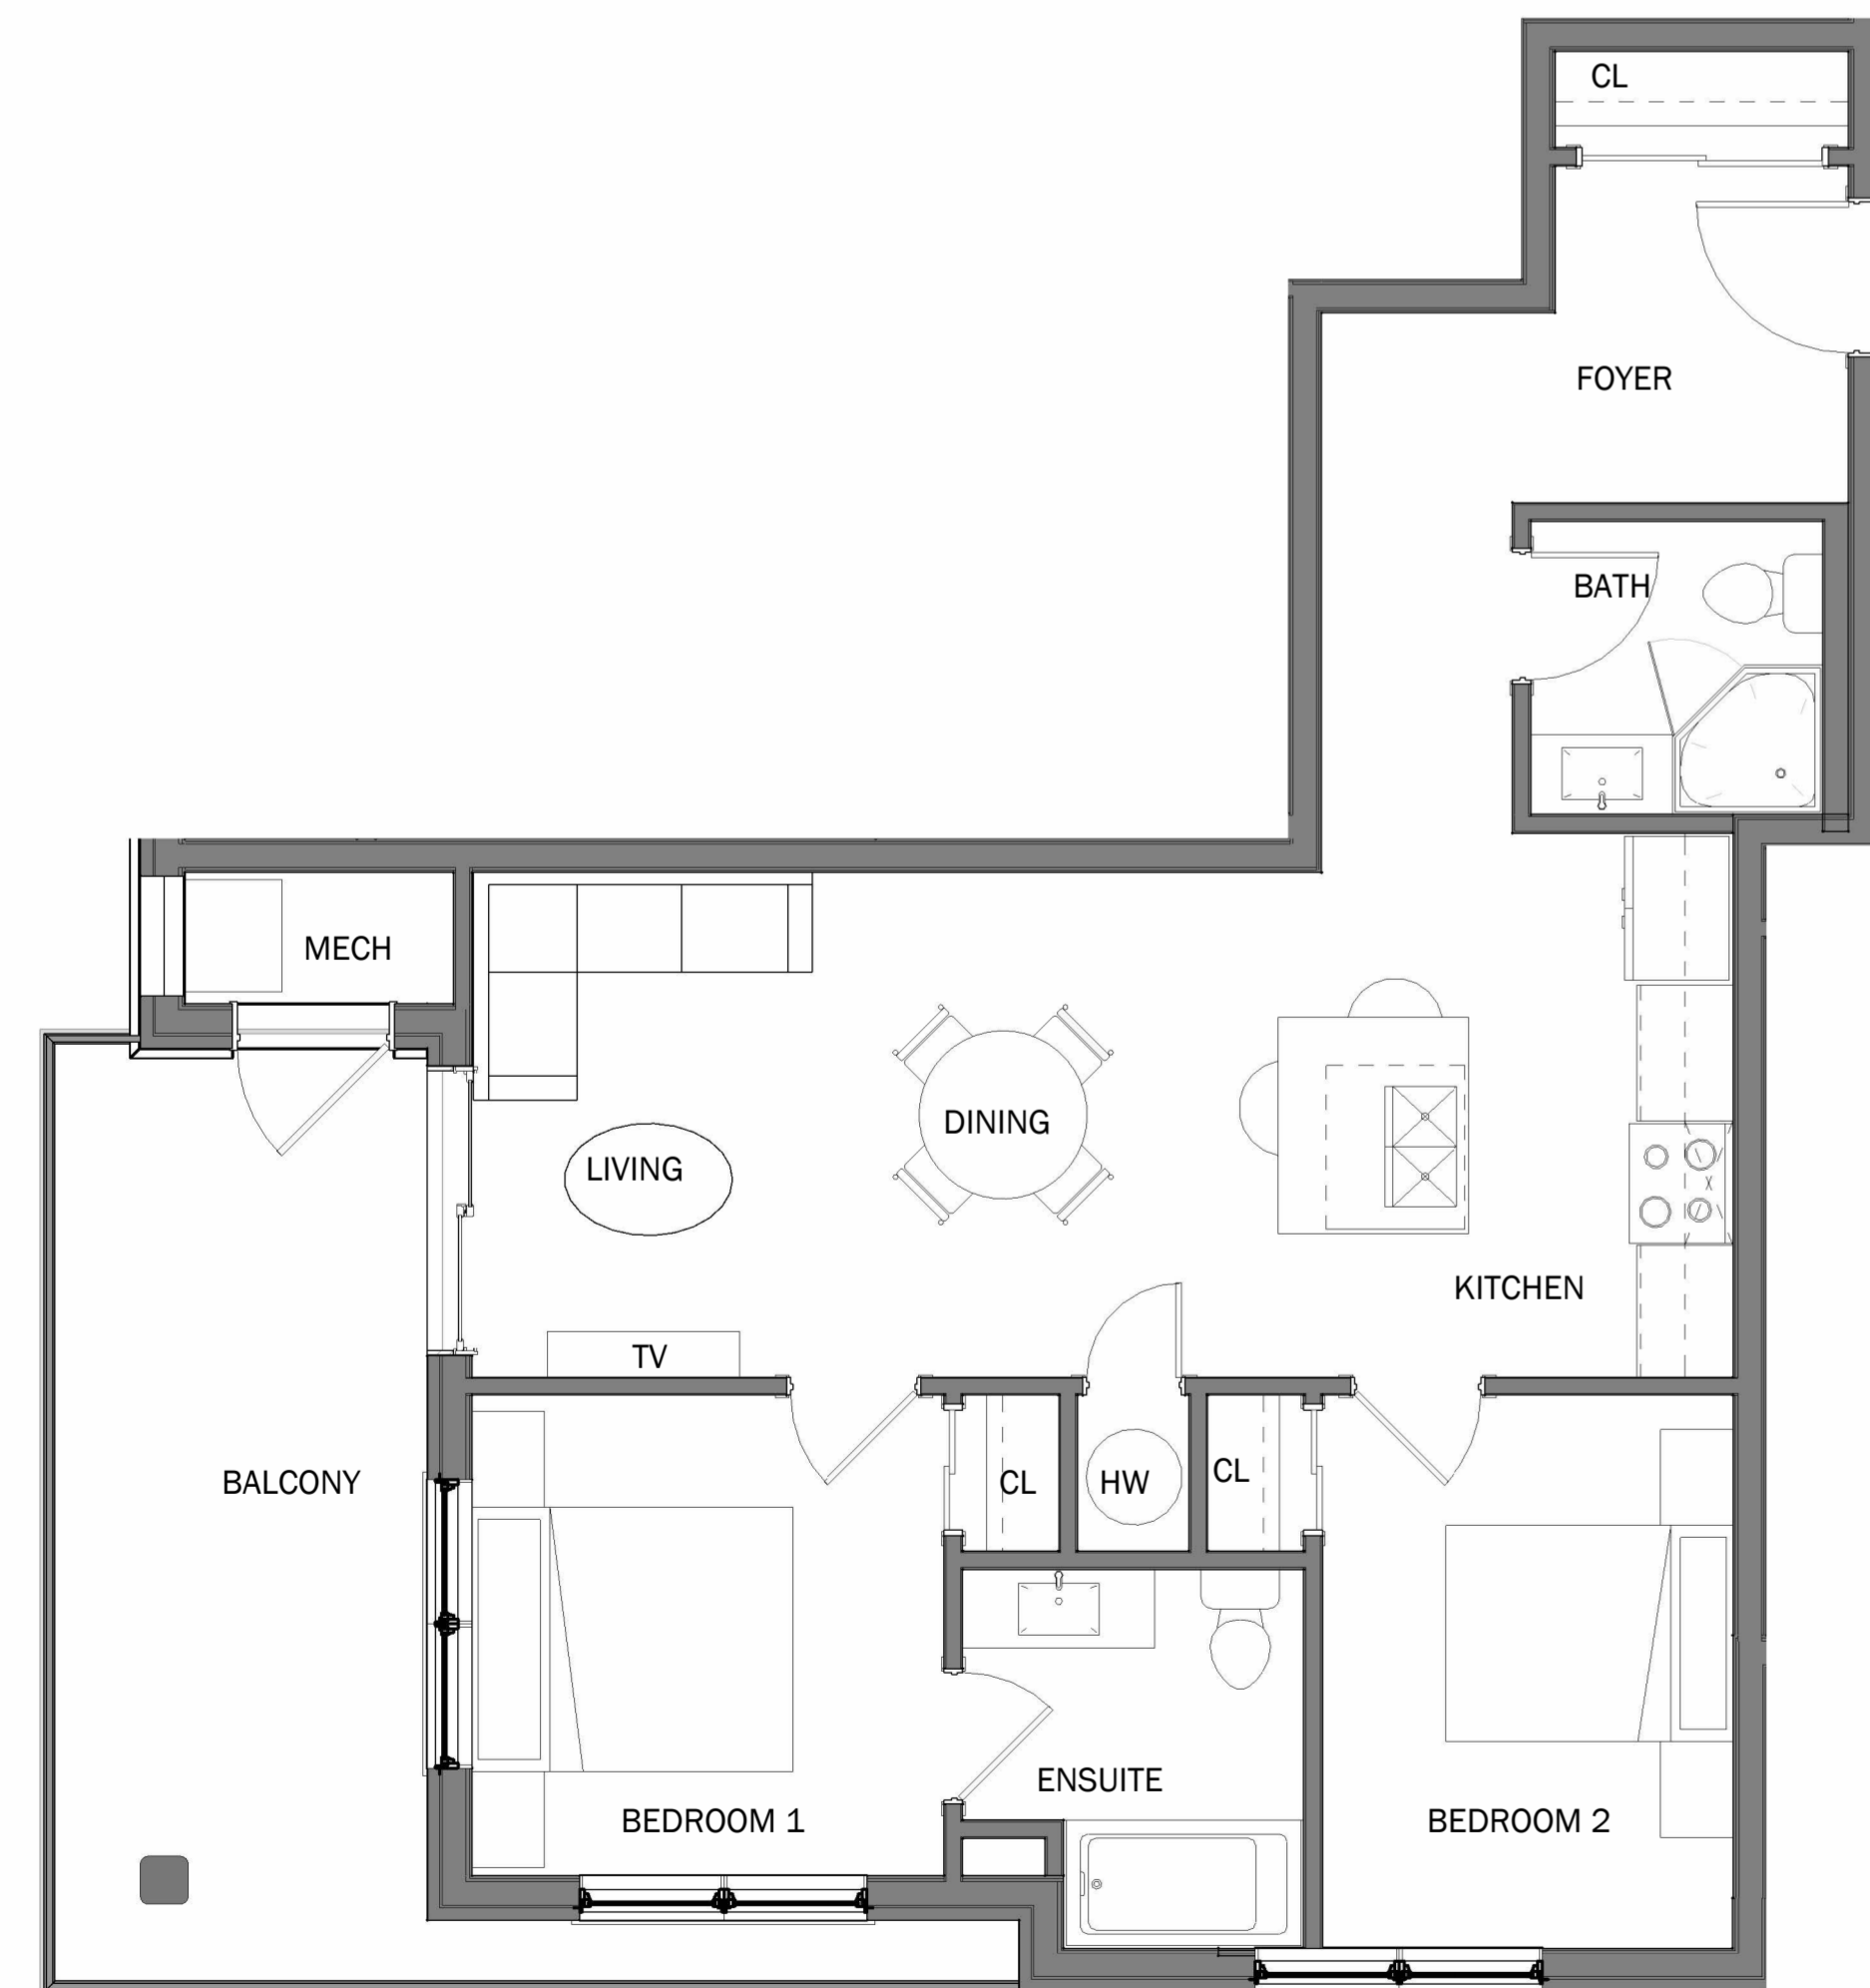 CL
FOYER
BATH
MECH
DINING
LIVING
KITCHEN
TV
BALCONY
CL
HW
CL
ENSUITE
BEDROOM 1
BEDROOM 2